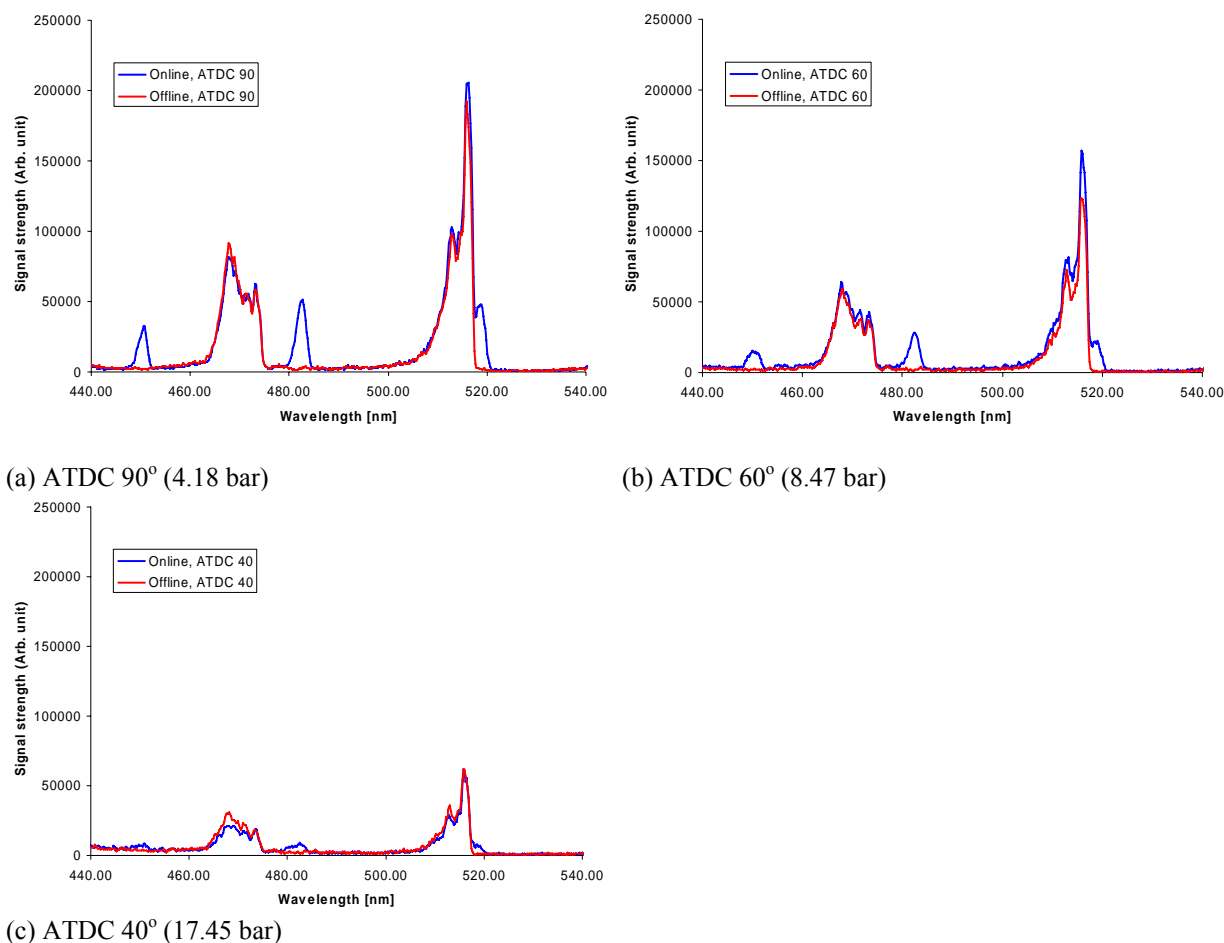 250000
200000
150000
100000
50000
0
Signal strength (Arb. unit)
Online, ATDC 90
Offline, ATDC 90
440.00 460.00 480.00 500.00 520.00 540.00
Wavelength [nm]
(a) ATDC 90° (4.18 bar)
250000
200000
150000
100000
50000
0
Signal strength (Arb. unit)
Online, ATDC 60
Offline, ATDC 60
440.00 460.00 480.00 500.00 520.00 540.00
Wavelength [nm]
(b) ATDC 60° (8.47 bar)
250000
200000
150000
100000
50000
0
Signal strength (Arb. unit)
Online, ATDC 40
Offline, ATDC 40
440.00 460.00 480.00 500.00 520.00 540.00
Wavelength [nm]
(c) ATDC 40° (17.45 bar)